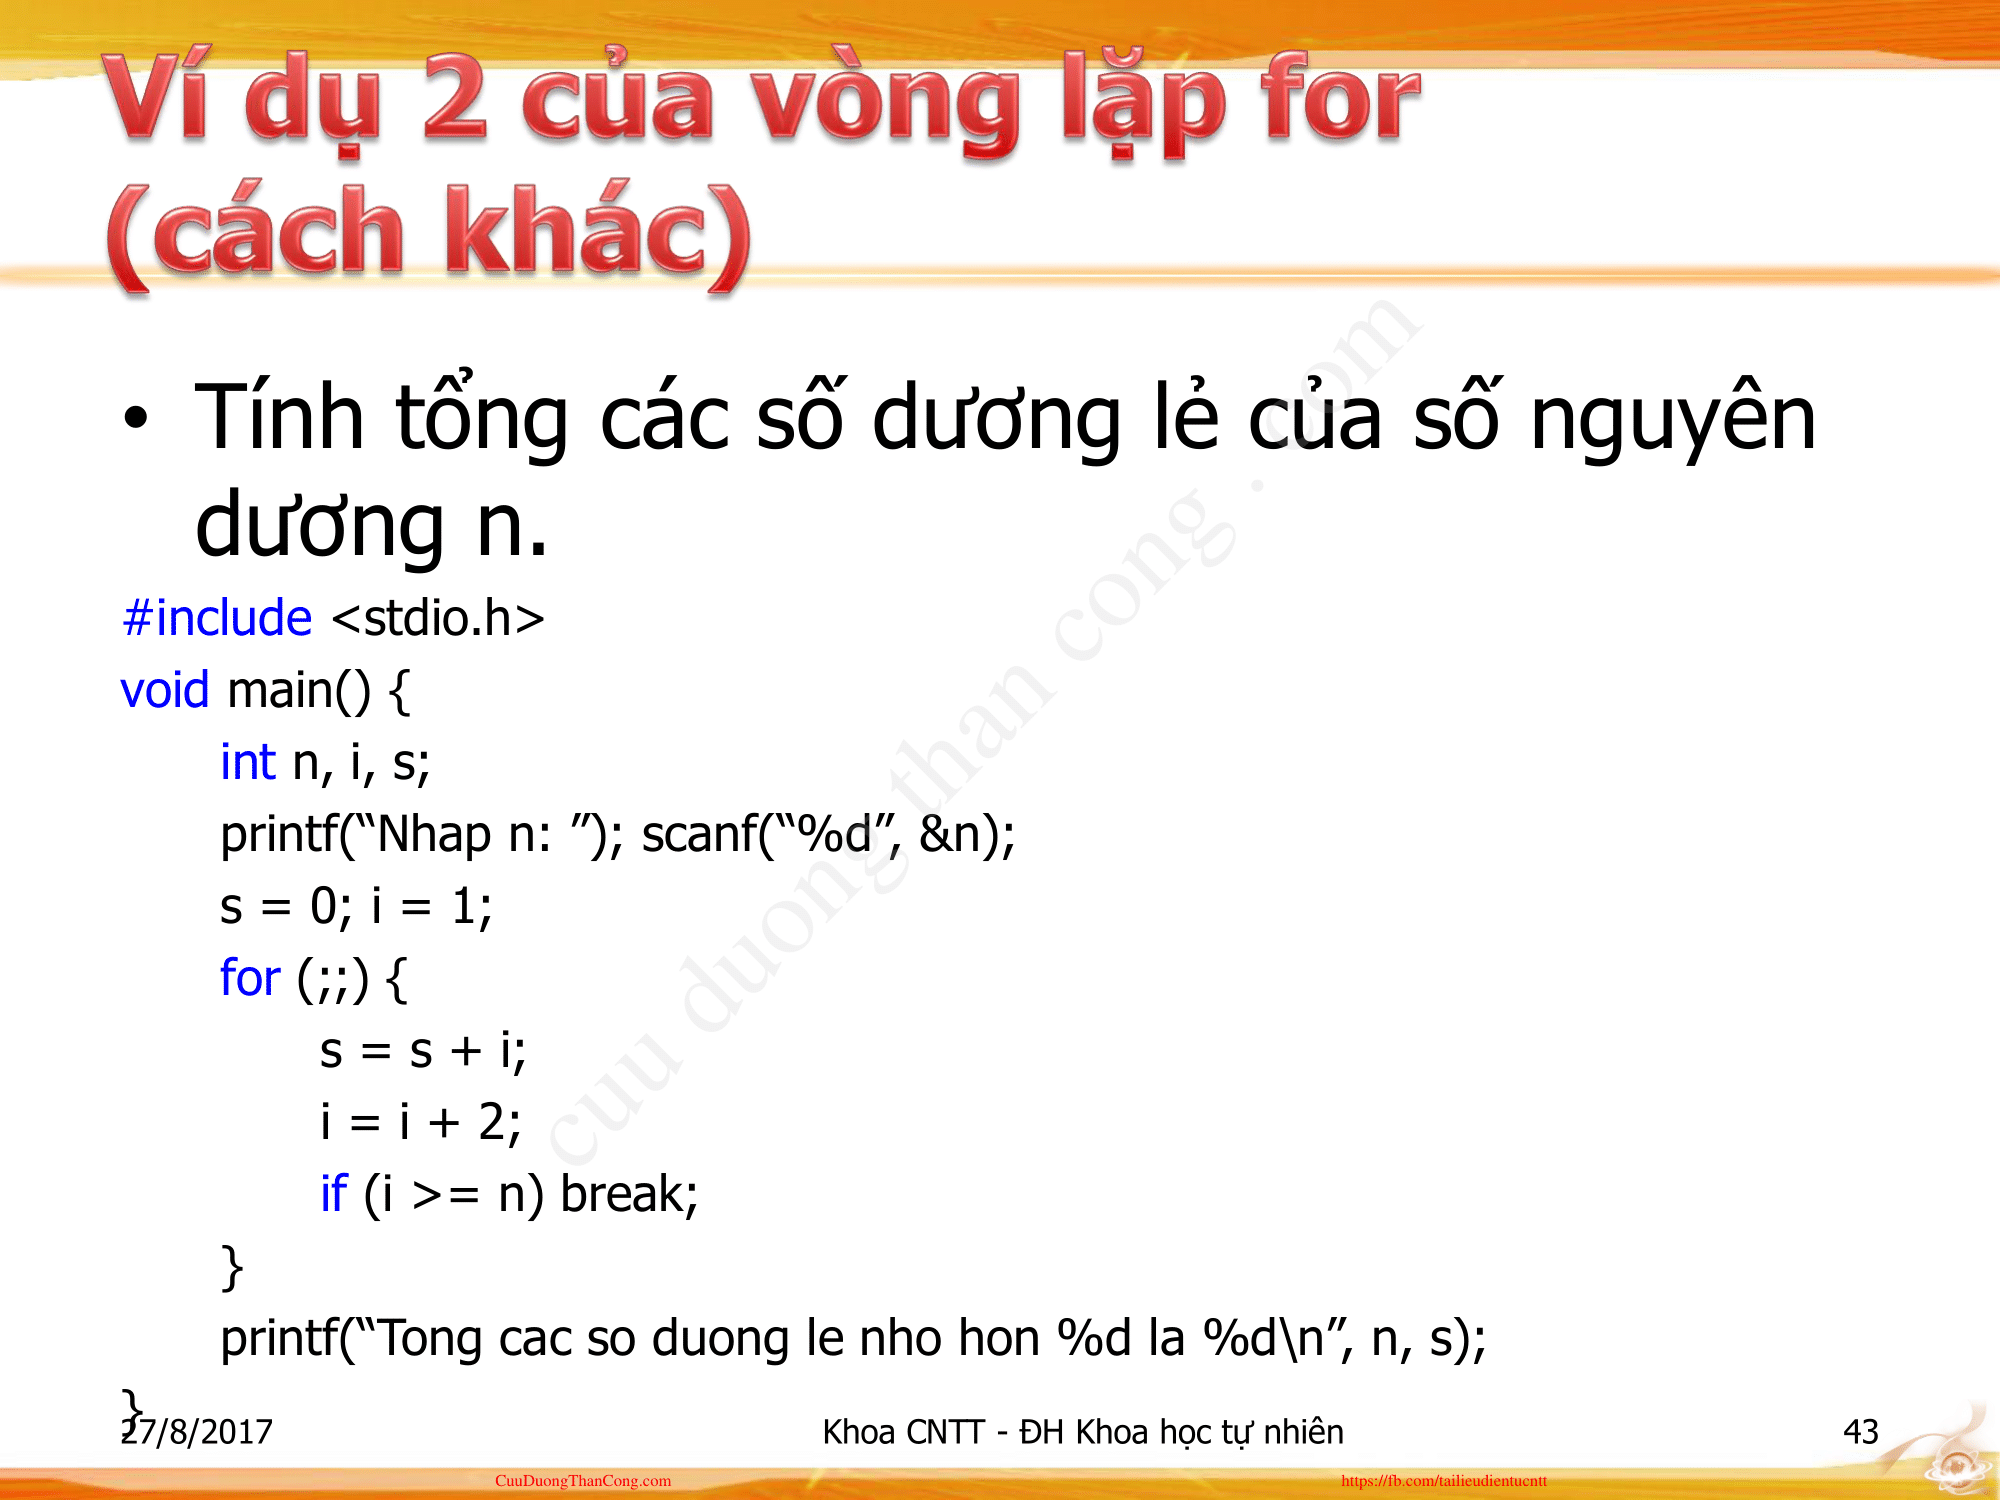 Ví dụ 2 của vòng lặp for
(cách khác)
• Tính tổng các số dương lẻ của số nguyên
dương n.
#include <stdio.h>
void main() {
int n, i, s;
printf(“Nhap n: ”); scanf(“%d”, &n);
s = 0; i = 1;
for (;;) {
s = s + i;
i = i + 2;
if (i >= n) break;
}
printf(“Tong cac so duong le nho hon %d la %d\n”, n, s);
}
27/8/2017
Khoa CNTT - ĐH Khoa học tự nhiên
43
CuuDuongThanCong.com
https://fb.com/tailieudientucntt
cuu duong than cong . com